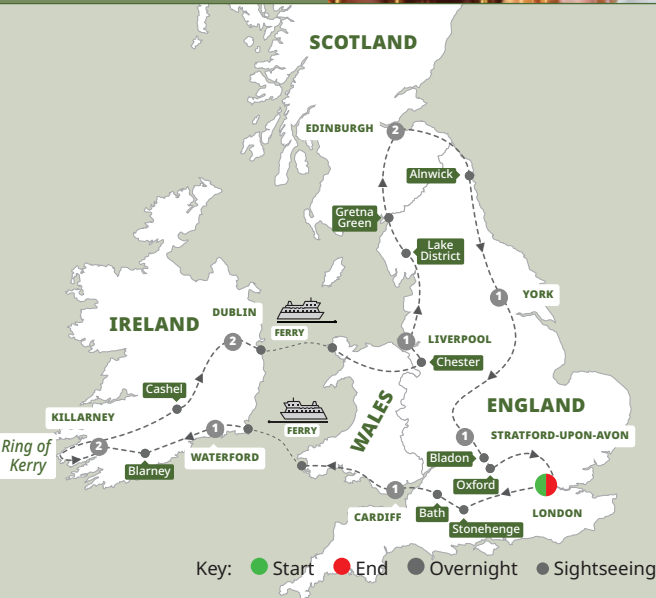 SCOTLAND
EDINBURGH
2
Alnwick
Gretna
Green
Lake
District
1
YORK
DUBLIN
IRELAND
2
FERRY
1
LIVERPOOL
Chester
Cashel
KILLARNEY
2
Ring of
Kerry
Blarney
1
WATERFORD
FERRY
WALES
ENGLAND
1
STRATFORD-UPON-AVON
Bladon
Oxford
1
CARDIFF
Bath
Stonehenge
LONDON
Key: Start End Overnight Sightseeing